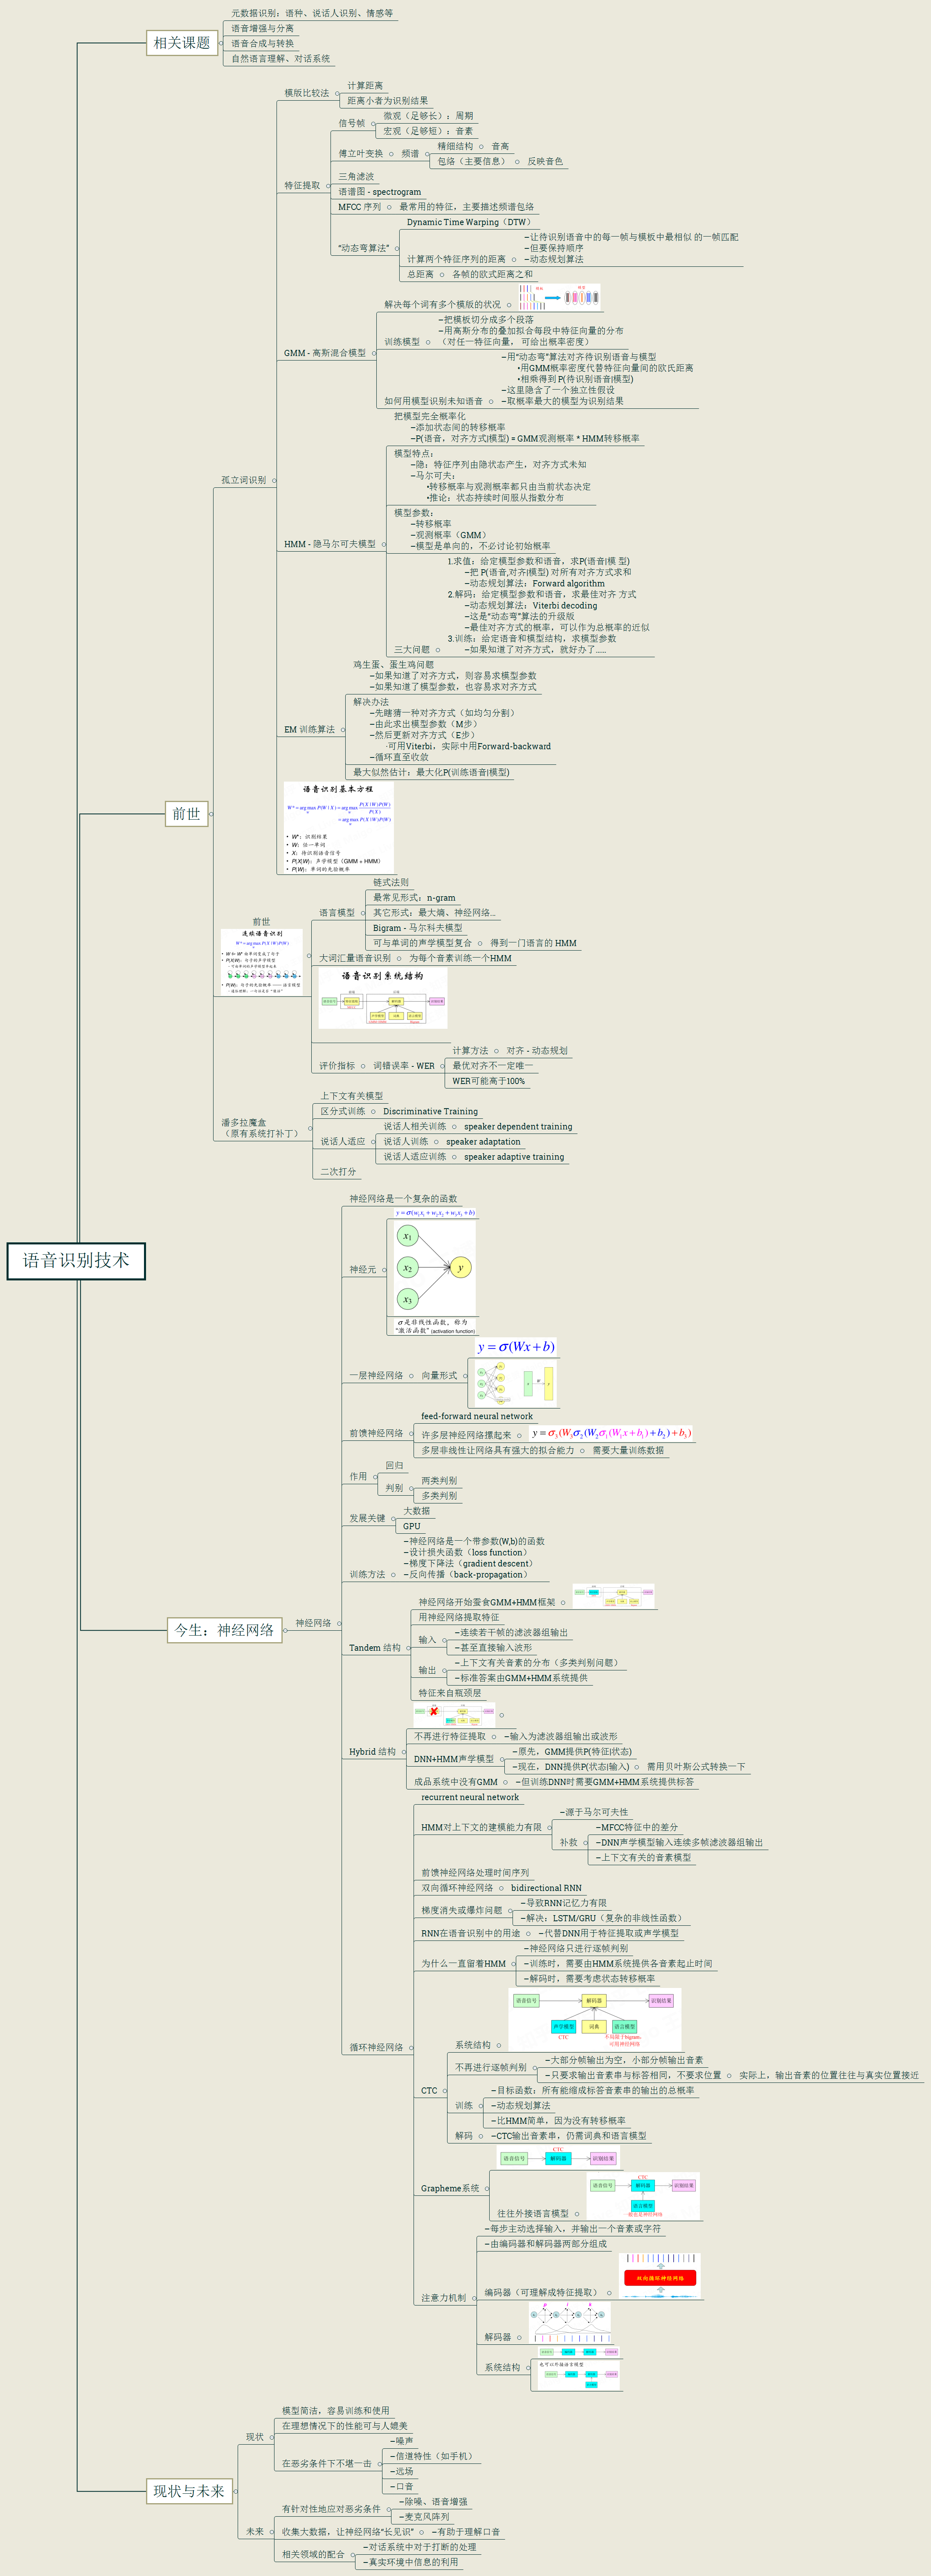 语音识别技术
相关课题
元数据识别：语种、说话人识别、情感等
语音增强与分离
语音合成与转换
自然语言理解、对话系统
前世
孤立词识别
模版比较法
计算距离
距离小者为识别结果
特征提取
信号帧
微观（足够长）：周期
宏观（足够短）：音素
傅立叶变换
频谱
精细结构
音高
包络（主要信息）
反映音色
三角滤波
语谱图 - spectrogram
MFCC 序列
最常用的特征，主要描述频谱包络
“动态弯算法”
Dynamic Time Warping（DTW）
计算两个特征序列的距离
–让待识别语音中的每一帧与模板中最相似 的一帧匹配
–但要保持顺序
–动态规划算法
总距离
各帧的欧式距离之和
GMM - 高斯混合模型
解决每个词有多个模版的状况
训练模型
–把模板切分成多个段落
–用高斯分布的叠加拟合每段中特征向量的分布
（对任一特征向量， 可给出概率密度）
如何用模型识别未知语音
–用“动态弯”算法对齐待识别语音与模型
•用GMM概率密度代替特征向量间的欧氏距离
•相乘得到 P(待识别语音|模型)
–这里隐含了一个独立性假设
–取概率最大的模型为识别结果
HMM - 隐马尔可夫模型
把模型完全概率化
–添加状态间的转移概率
–P(语音，对齐方式|模型) = GMM观测概率 * HMM转移概率
模型特点：
–隐：特征序列由隐状态产生，对齐方式未知
–马尔可夫：
•转移概率与观测概率都只由当前状态决定
•推论：状态持续时间服从指数分布
模型参数：
–转移概率
–观测概率（GMM）
–模型是单向的，不必讨论初始概率
三大问题
1.求值：给定模型参数和语音，求P(语音|模 型)
–把 P(语音,对齐|模型) 对所有对齐方式求和
–动态规划算法：Forward algorithm
2.解码：给定模型参数和语音，求最佳对齐 方式
–动态规划算法：Viterbi decoding
–这是“动态弯”算法的升级版
–最佳对齐方式的概率，可以作为总概率的近似
3.训练：给定语音和模型结构，求模型参数
–如果知道了对齐方式，就好办了……
EM 训练算法
鸡生蛋、蛋生鸡问题
–如果知道了对齐方式，则容易求模型参数
–如果知道了模型参数，也容易求对齐方式
解决办法
–先瞎猜一种对齐方式（如均匀分割）
–由此求出模型参数（M步）
–然后更新对齐方式（E步）
·可用Viterbi，实际中用Forward-backward
–循环直至收敛
最大似然估计：最大化P(训练语音|模型)
语音识别基本方程
W* = arg max P(W | X) = arg max P(X | W)P(W) / P(X)
= arg max P(X | W)P(W)
• W*：识别结果
• W：任一单词
• X：待识别语音信号
• P(X|W)：声学模型（GMM + HMM）
• P(W)：单词的先验概率
前世
连续语音识别
W* = arg max P(X | W)P(W)
语言模型
链式法则
最常见形式：n-gram
其它形式：最大熵、神经网络...
Bigram - 马尔科夫模型
可与单词的声学模型复合
得到一门语言的 HMM
大词汇量语音识别
为每个音素训练一个HMM
语音识别系统结构
评价指标
词错误率 - WER
计算方法
对齐 - 动态规划
最优对齐不一定唯一
WER可能高于100%
潘多拉魔盒
（原有系统打补丁）
上下文有关模型
区分式训练
Discriminative Training
说话人适应
说话人相关训练
speaker dependent training
说话人训练
speaker adaptation
说话人适应训练
speaker adaptive training
二次打分
今生：神经网络
神经网络
神经网络是一个复杂的函数
神经元
y = σ(w₁x₁ + w₂x₂ + w₃x₃ + b)
x₁
x₂
x₃
y
σ 是非线性函数，称为
“激活函数” (activation function)
一层神经网络
向量形式
y = σ(Wx + b)
前馈神经网络
feed-forward neural network
许多层神经网络摞起来
y = σ₃(W₃σ₂(W₂σ₁(W₁x + b₁) + b₂) + b₃)
多层非线性让网络具有强大的拟合能力
需要大量训练数据
作用
回归
判别
两类判别
多类判别
发展关键
大数据
GPU
训练方法
–神经网络是一个带参数(W,b)的函数
–设计损失函数（loss function）
–梯度下降法（gradient descent）
–反向传播（back-propagation）
Tandem 结构
神经网络开始蚕食GMM+HMM框架
用神经网络提取特征
输入
–连续若干帧的滤波器组输出
–甚至直接输入波形
输出
–上下文有关音素的分布（多类判别问题）
–标准答案由GMM+HMM系统提供
特征来自瓶颈层
Hybrid 结构
不再进行特征提取
–输入为滤波器组输出或波形
DNN+HMM声学模型
–原先，GMM提供P(特征|状态)
–现在，DNN提供P(状态|输入)
需用贝叶斯公式转换一下
成品系统中没有GMM
–但训练DNN时需要GMM+HMM系统提供标答
循环神经网络
recurrent neural network
HMM对上下文的建模能力有限
–源于马尔可夫性
补救
–MFCC特征中的差分
–DNN声学模型输入连续多帧滤波器组输出
–上下文有关的音素模型
前馈神经网络处理时间序列
双向循环神经网络
bidirectional RNN
梯度消失或爆炸问题
–导致RNN记忆力有限
–解决：LSTM/GRU（复杂的非线性函数）
RNN在语音识别中的用途
–代替DNN用于特征提取或声学模型
为什么一直留着HMM
–神经网络只进行逐帧判别
–训练时，需要由HMM系统提供各音素起止时间
–解码时，需要考虑状态转移概率
CTC
系统结构
语音信号
解码器
识别结果
声学模型
词典
语言模型
CTC
不局限于bigram，
可用神经网络
不再进行逐帧判别
–大部分帧输出为空，小部分帧输出音素
–只要求输出音素串与标答相同，不要求位置
实际上，输出音素的位置往往与真实位置接近
训练
–目标函数：所有能缩成标答音素串的输出的总概率
–动态规划算法
–比HMM简单，因为没有转移概率
解码
–CTC输出音素串，仍需词典和语言模型
Grapheme系统
CTC
语音信号
解码器
识别结果
往往外接语言模型
CTC
语音信号
解码器
识别结果
语言模型
注意力机制
–每步主动选择输入，并输出一个音素或字符
–由编码器和解码器两部分组成
编码器（可理解成特征提取）
双向循环神经网络
解码器
系统结构
也可以外接语言模型
现状与未来
现状
模型简洁，容易训练和使用
在理想情况下的性能可与人媲美
在恶劣条件下不堪一击
–噪声
–信道特性（如手机）
–远场
–口音
未来
有针对性地应对恶劣条件
–除噪、语音增强
–麦克风阵列
收集大数据，让神经网络“长见识”
–有助于理解口音
相关领域的配合
–对话系统中对于打断的处理
–真实环境中信息的利用